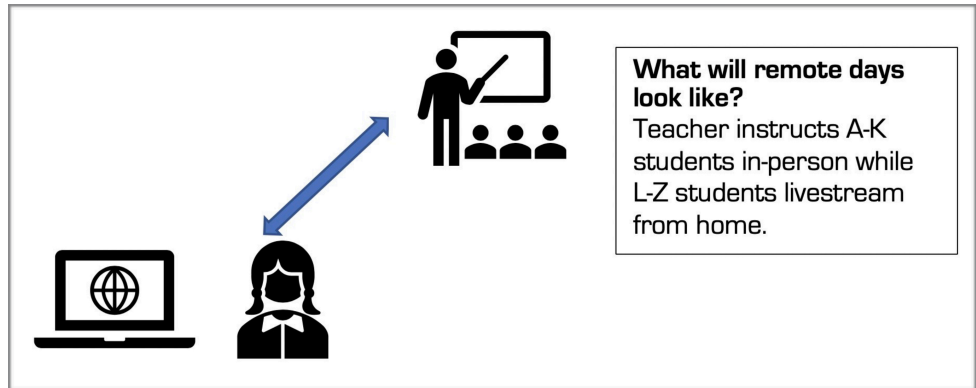 What will remote days
look like?
Teacher instructs A-K
students in-person while
L-Z students livestream
from home.